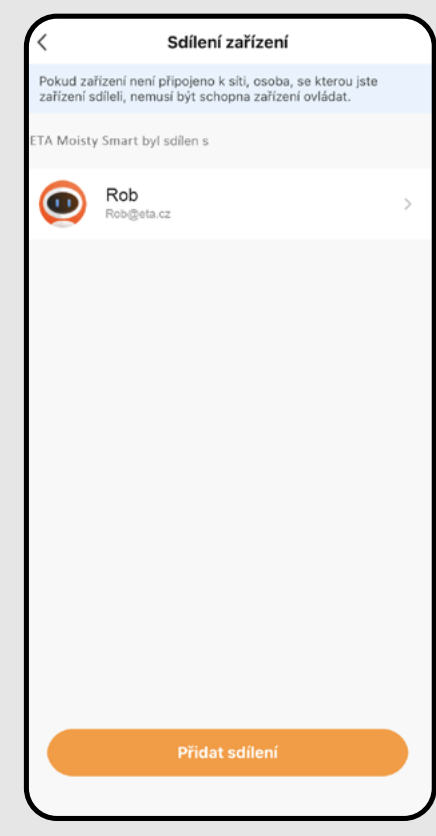 Sdílení zařízení
Pokud zařízení není připojeno k síti, osoba, se kterou jste
zařízení sdíleli, nemusí být schopna zařízení ovládat.
ETA Moisty Smart byl sdílen s
Rob
Rob@eta.cz
Přidat sdílení